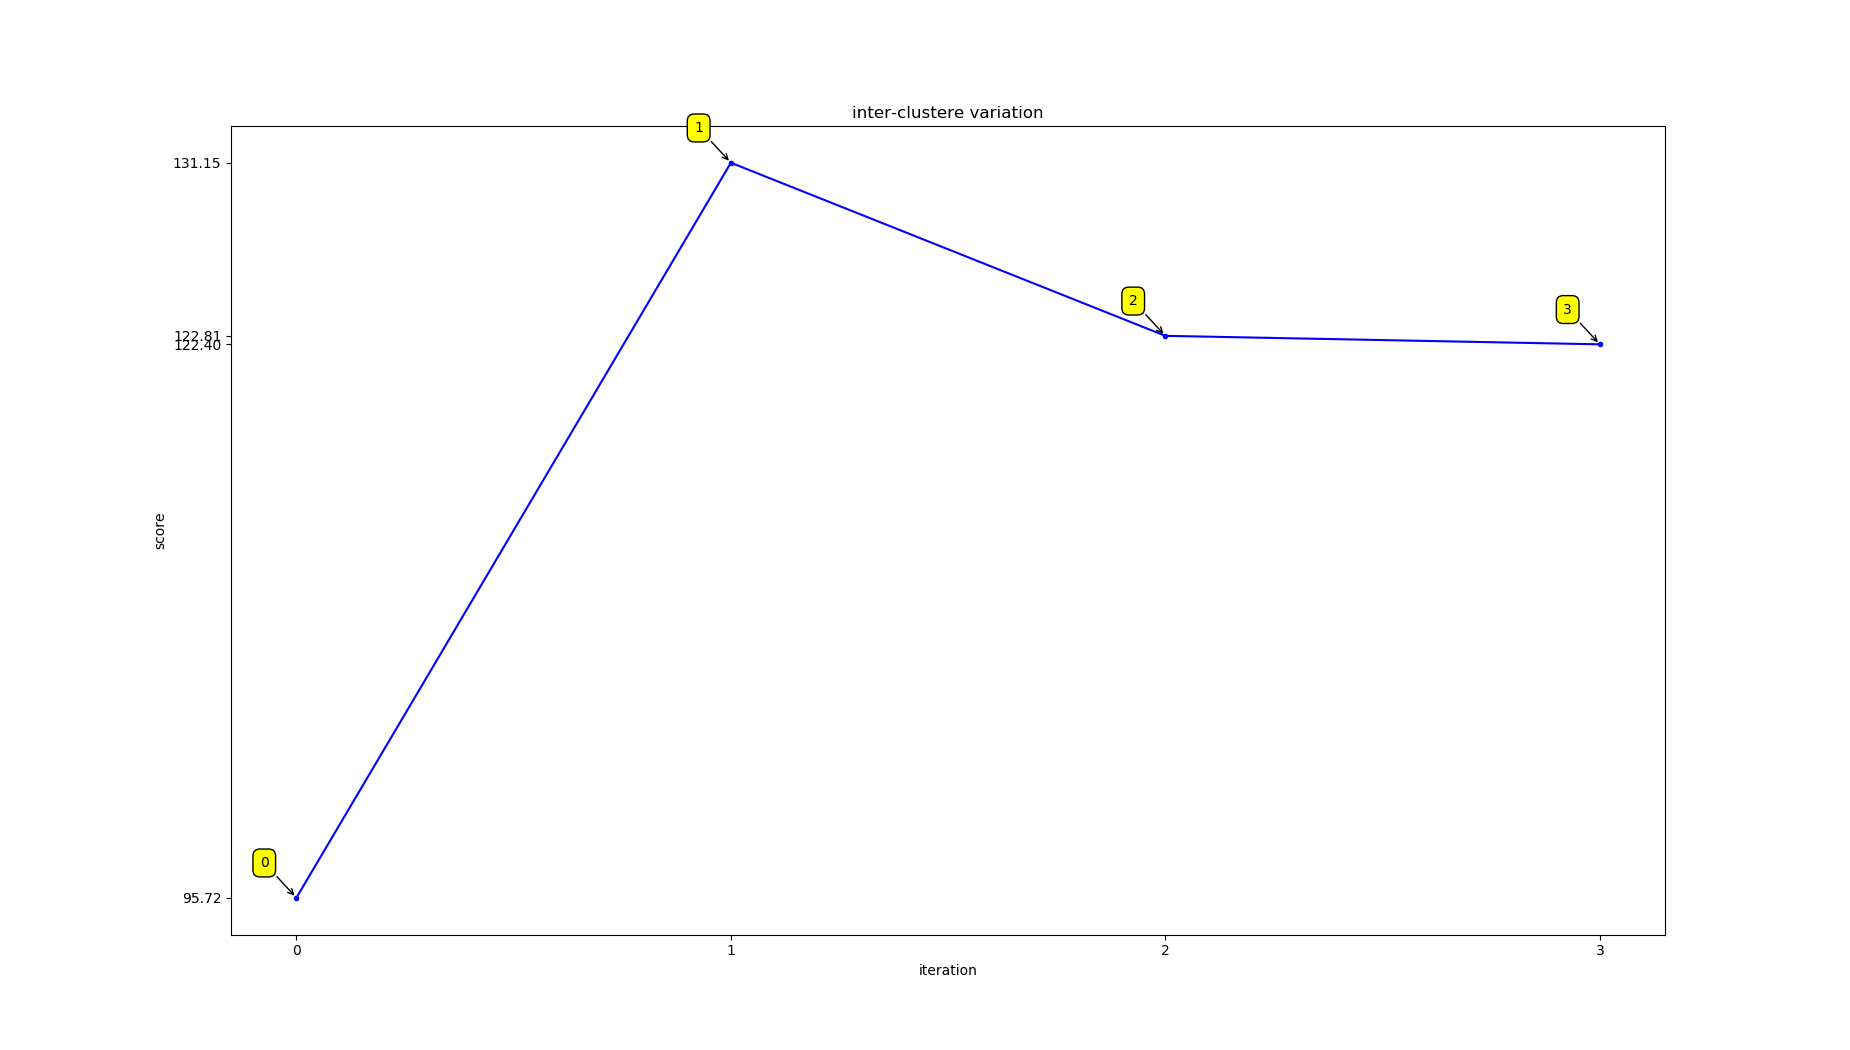 inter-clustere variation
1
131.15
2
3
122.81
122.40
score
0
95.72
0 1 2 3
iteration